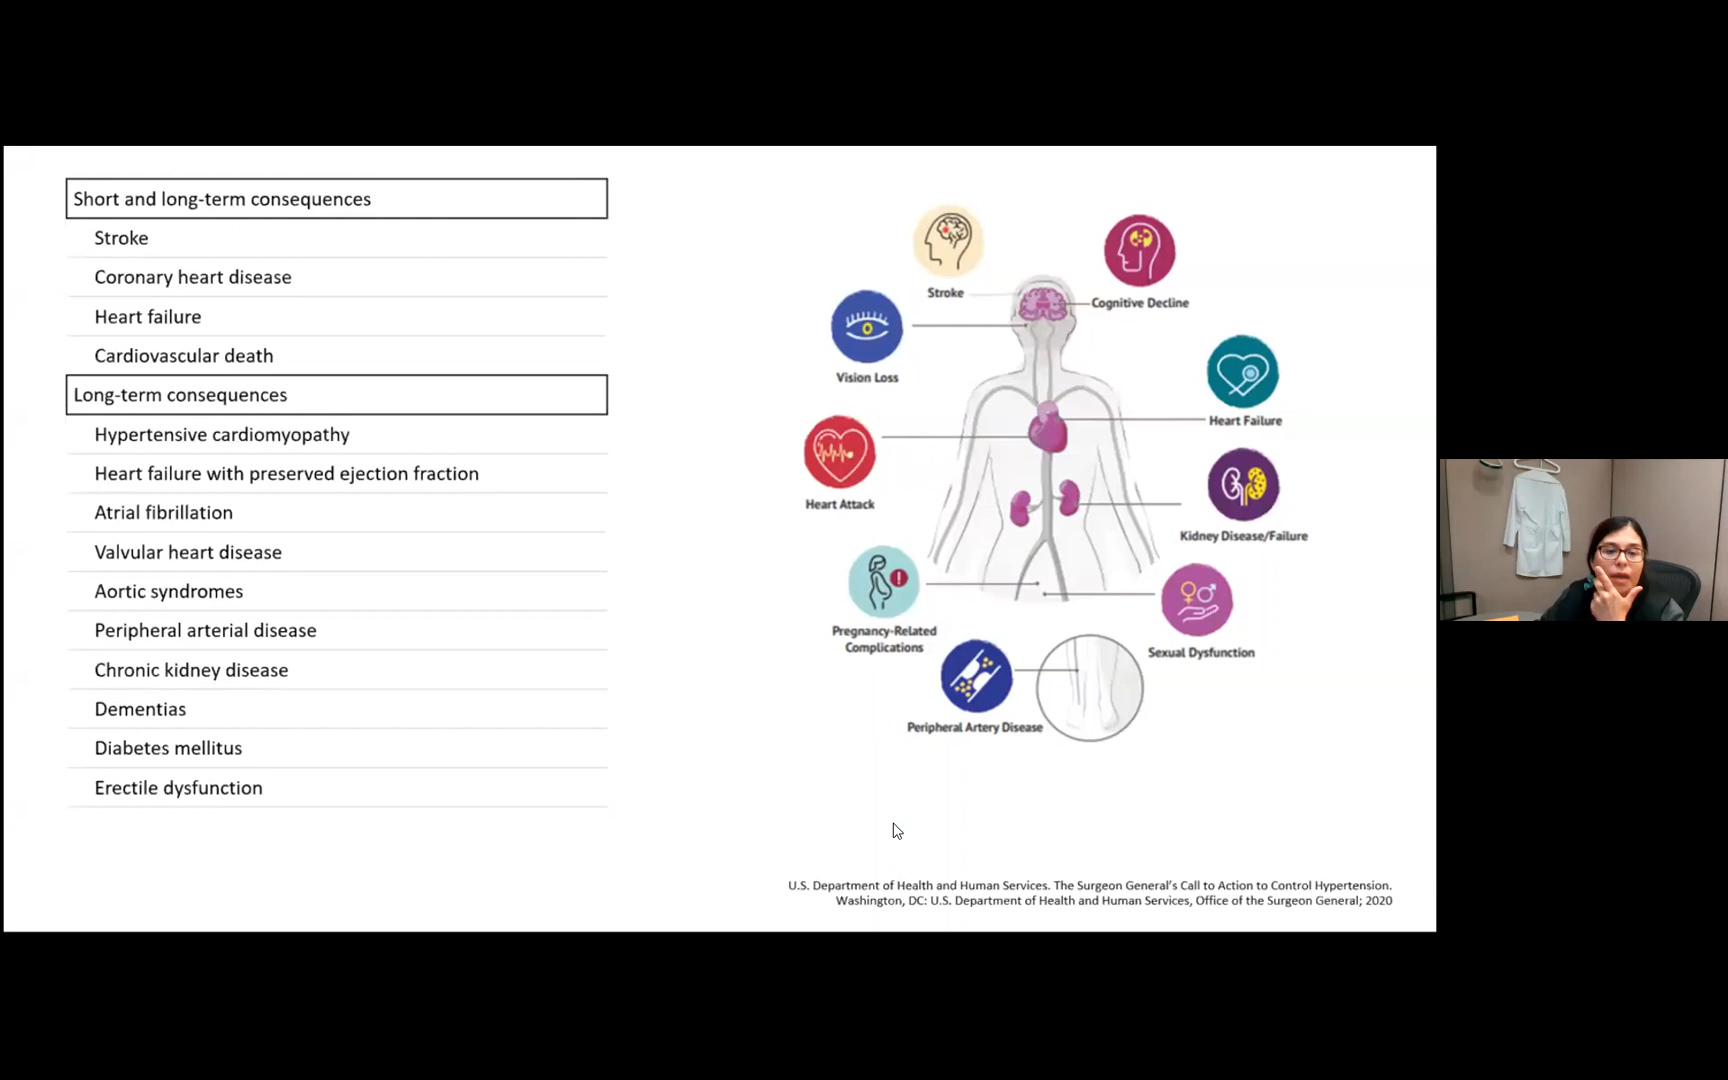 Short and long-term consequences
Stroke
Coronary heart disease
Heart failure
Cardiovascular death
Long-term consequences
Hypertensive cardiomyopathy
Heart failure with preserved ejection fraction
Atrial fibrillation
Valvular heart disease
Aortic syndromes
Peripheral arterial disease
Chronic kidney disease
Dementias
Diabetes mellitus
Erectile dysfunction
Stroke
Cognitive Decline
Vision Loss
Heart Failure
Heart Attack
Kidney Disease/Failure
Pregnancy-Related
Complications
Sexual Dysfunction
Peripheral Artery Disease
U.S. Department of Health and Human Services. The Surgeon General's Call to Action to Control Hypertension.
Washington, DC: U.S. Department of Health and Human Services, Office of the Surgeon General; 2020